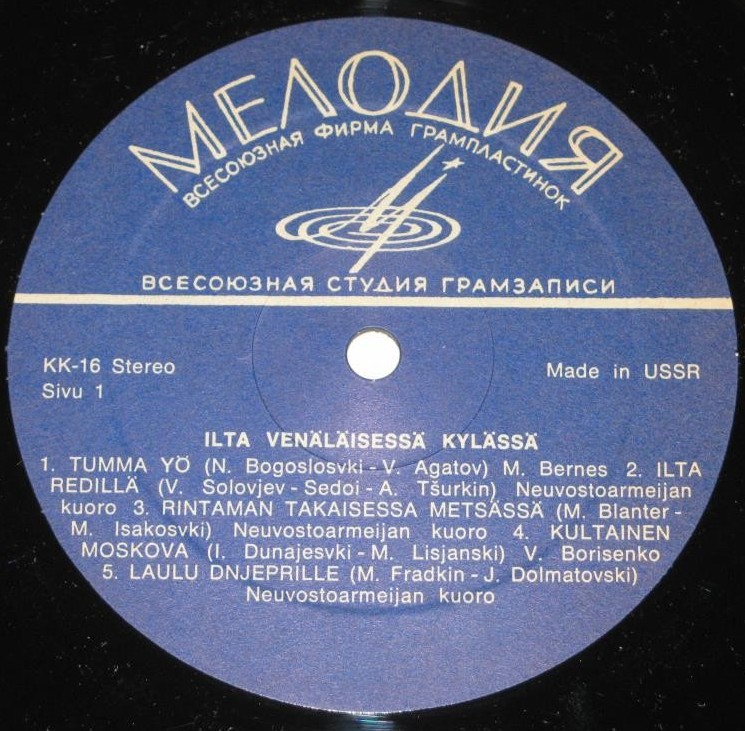 МЕЛОДИЯ
ВСЕСОЮЗНАЯ ФИРМА ГРАМПЛАСТИНОК
ВСЕСОЮЗНАЯ СТУДИЯ ГРАМЗАПИСИ
KK-16 Stereo
Sivu 1
Made in USSR
ILTA VENÄLÄISESSÄ KYLÄSSÄ
1. TUMMA YÖ (N. Bogoslosvki - V. Agatov) M. Bernes 2. ILTA
REDILLÄ (V. Solovjev - Sedoi - A. Tšurkin) Neuvostoarmeijan
kuoro 3. RINTAMAN TAKAISESSA METSÄSSÄ (M. Blanter -
M. Isakosvki) Neuvostoarmeijan kuoro 4. KULTAINEN
MOSKOVA (I. Dunajesvki - M. Lisjanski) V. Borisenko
5. LAULU DNJEPRILLE (M. Fradkin - J. Dolmatovski)
Neuvostoarmeijan kuoro